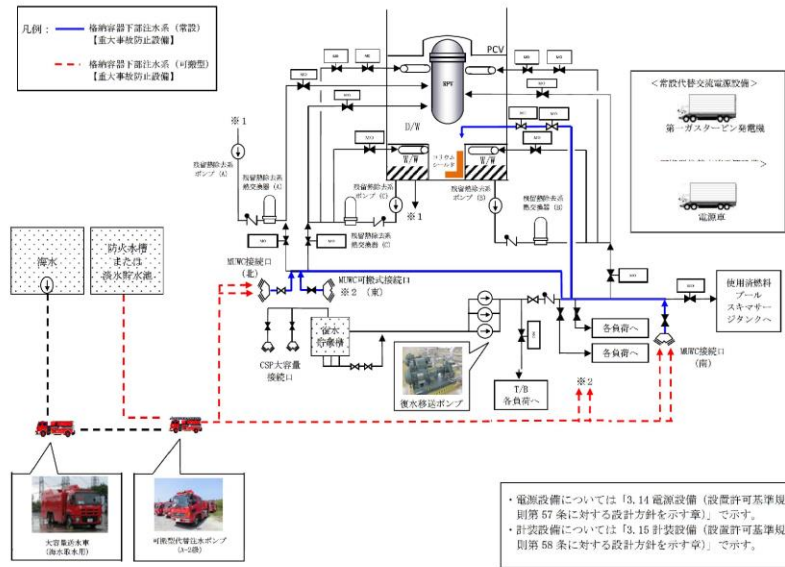 凡例：
格納容器下部注水系（常設）
【重大事故防止設備】
格納容器下部注水系（可搬型）
【重大事故防止設備】
PCV
RPV
※1
D/W
W/W
コリウム
シールド
W/W
残留熱除去系
ポンプ（A）
残留熱除去系
熱交換器（A）
残留熱除去系
ポンプ（C）
※1
残留熱除去系
ポンプ（B）
残留熱除去系
熱交換器（B）
＜常設代替交流電源設備＞
第一ガスタービン発電機
電源車
海水
防火水槽
または
淡水貯水池
MUWC接続口
（北）
MUWC可搬式接続口
※2（東）
復水
貯蔵槽
CSP大容量
接続口
復水移送ポンプ
T/B
各負荷へ
各負荷へ
各負荷へ
MUWC接続口
（南）
使用済燃料
プール
スキマサー
ジタンクへ
※2
大容量送水車
（海水取水用）
可搬型代替注水ポンプ
（A-2級）
・電源設備については「3.14 電源設備（設置許可基準規
則第57条に対する設計方針を示す章）」で示す。
・計装設備については「3.15 計装設備（設置許可基準規
則第58条に対する設計方針を示す章）」で示す。